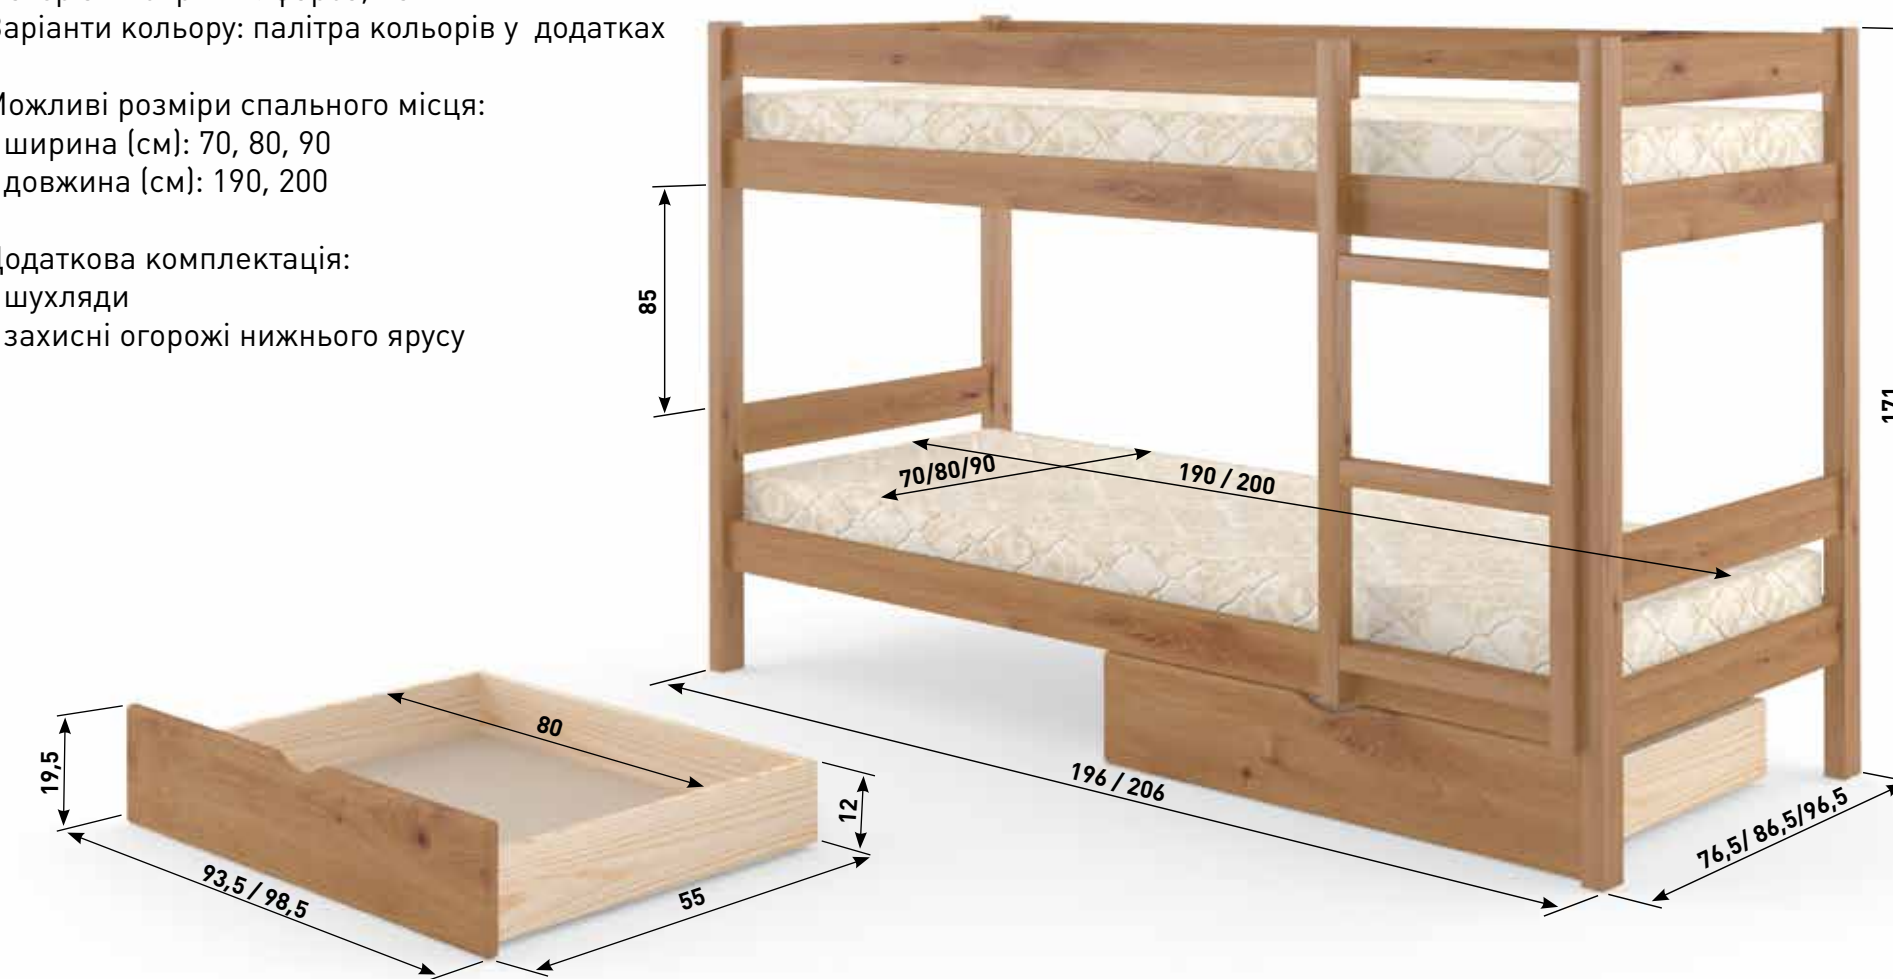 Варіанти кольору: палітра кольорів у додатках
Можливі розміри спального місця:
ширина (см): 70, 80, 90
довжина (см): 190, 200
Додаткова комплектація:
шухляди
захисні огорожі нижнього ярусу
85
171
70/80/90
190 / 200
196 / 206
76,5/ 86,5/96,5
19,5
80
12
93,5 / 98,5
55